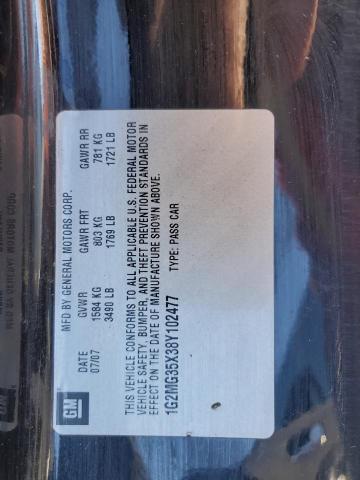 GM
MFD BY GENERAL MOTORS CORP.
DATE GVWR GAWR FRT GAWR RR
07/07 1584 KG 803 KG 781 KG
3490 LB 1769 LB 1721 LB
THIS VEHICLE CONFORMS TO ALL APPLICABLE U.S. FEDERAL MOTOR
VEHICLE SAFETY, BUMPER, AND THEFT PREVENTION STANDARDS IN
EFFECT ON THE DATE OF MANUFACTURE SHOWN ABOVE.
TYPE: PASS CAR
1G2MG35X38Y102477